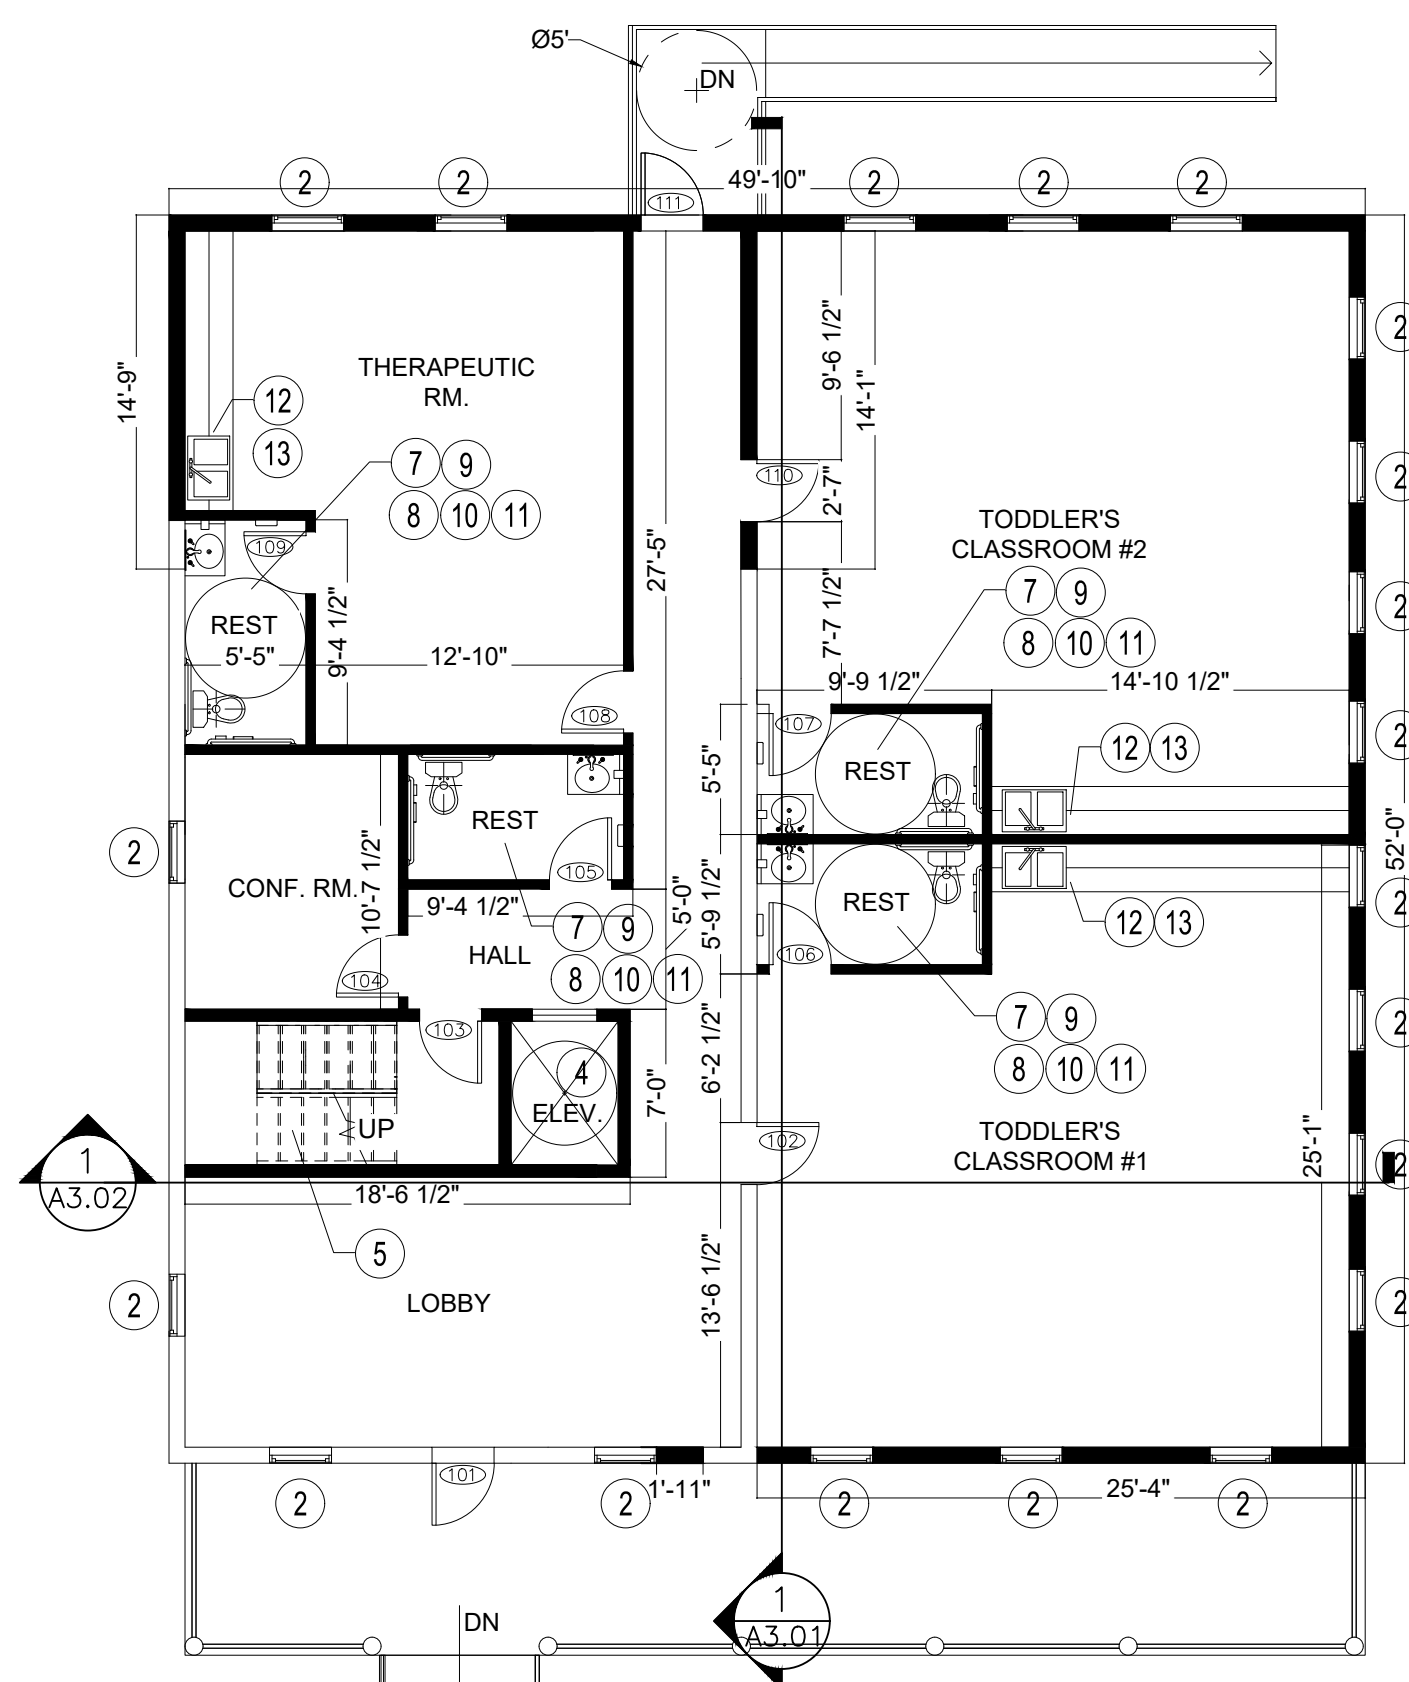 Ø5'
DN
49'-10"
2
2
2
2
2
111
14'-9"
THERAPEUTIC
RM.
12
13
7 9
8 10 11
109
REST
5'-5"
9'-4 1/2"
12'-10"
108
27'-5"
9'-6 1/2"
14'-1"
110
2'-7"
7'-7 1/2"
TODDLER'S
CLASSROOM #2
7 9
8 10 11
9'-9 1/2"
14'-10 1/2"
107
5'-5"
REST
12 13
2
2
2
2
52'-0"
2
CONF. RM.
10'-7 1/2"
REST
105
9'-4 1/2"
HALL
7 9
8 10 11
5'-0"
5'-9 1/2"
REST
106
12 13
2
104
103
4
ELEV.
UP
7'-0"
6'-2 1/2"
7 9
8 10 11
2
102
TODDLER'S
CLASSROOM #1
25'-1"
2
1
A3.02
18'-6 1/2"
5
2
LOBBY
13'-6 1/2"
2
101
2
2
1'-11"
2
2
2
25'-4"
DN
1
A3.01